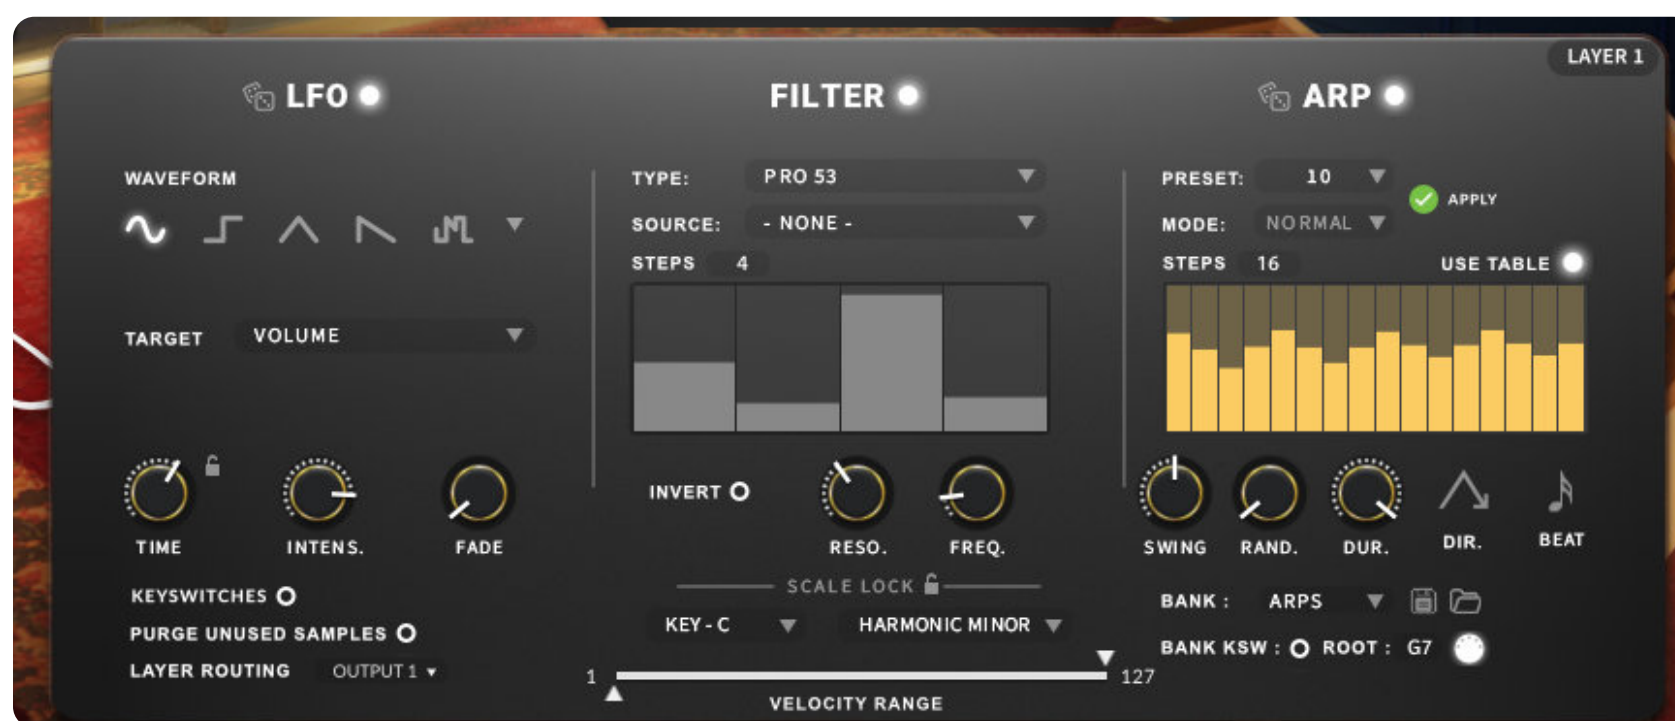 LAYER 1
LFO
WAVEFORM
TARGET VOLUME
TIME INTENS. FADE
KEYSWITCHES
PURGE UNUSED SAMPLES
LAYER ROUTING OUTPUT 1
FILTER
TYPE: PRO 53
SOURCE: - NONE -
STEPS 4
INVERT
RESO. FREQ.
SCALE LOCK
KEY - C HARMONIC MINOR
1 127
VELOCITY RANGE
ARP
PRESET: 10
APPLY
MODE: NORMAL
STEPS 16 USE TABLE
SWING RAND. DUR. DIR. BEAT
BANK : ARPS
BANK KSW : ROOT : G7